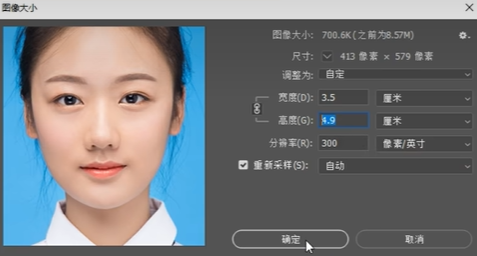 图像大小
图像大小: 700.6K(之前为8.57M)
尺寸: 413 像素 × 579 像素
调整为: 自定
宽度(D): 3.5 厘米
高度(G): 4.9 厘米
分辨率(R): 300 像素/英寸
重新采样(S): 自动
确定 取消